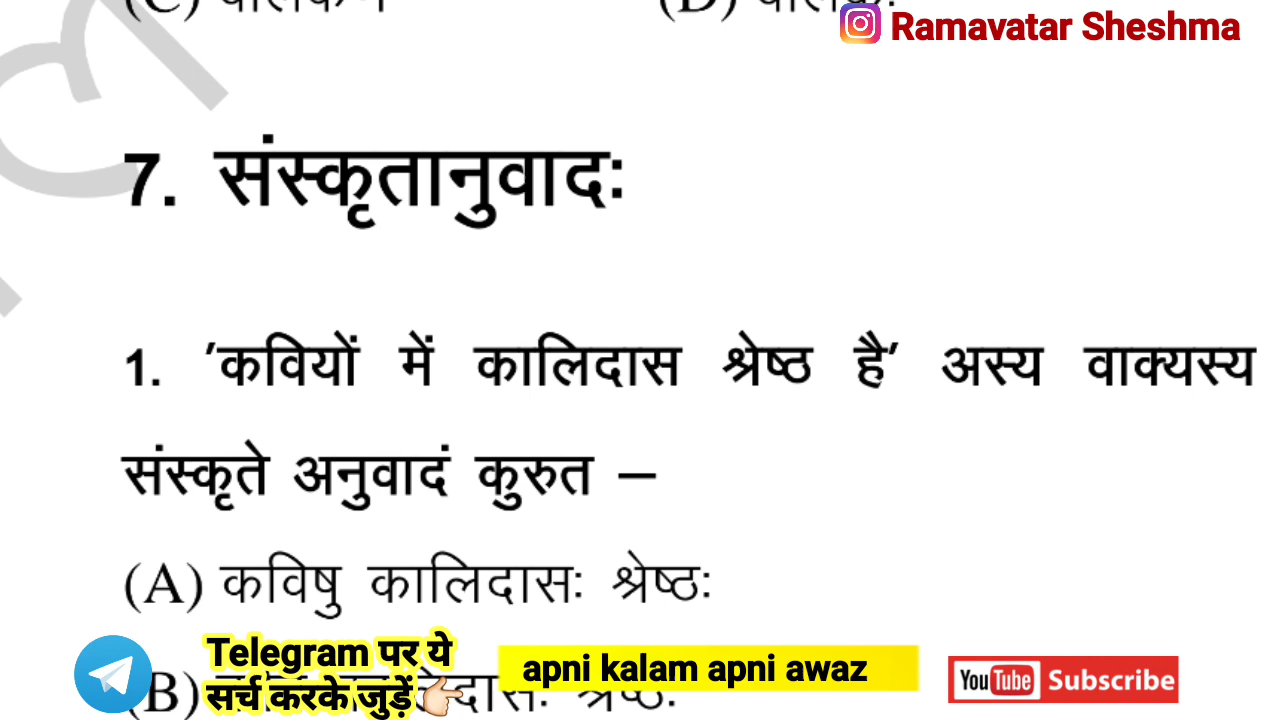 Ramavatar Sheshma
7. संस्कृतानुवादः
1. 'कवियों में कालिदास श्रेष्ठ है' अस्य वाक्यस्य
संस्कृते अनुवादं कुरुत –
(A) कविषु कालिदासः श्रेष्ठः
Telegram पर ये
सर्च करके जुड़ें
apni kalam apni awaz
(B)
YouTube Subscribe